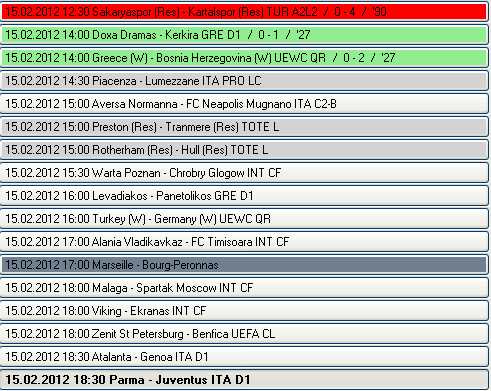 15.02.2012 12:30 Sakaryaspor (Res) - Kartalspor (Res) TUR A2L2 / 0 - 4 / '90
15.02.2012 14:00 Doxa Dramas - Kerkira GRE D1 / 0 - 1 / '27
15.02.2012 14:00 Greece (W) - Bosnia Herzegovina (W) UEWC QR / 0 - 2 / '27
15.02.2012 14:30 Piacenza - Lumezzane ITA PRO LC
15.02.2012 15:00 Aversa Normanna - FC Neapolis Mugnano ITA C2-B
15.02.2012 15:00 Preston (Res) - Tranmere (Res) TOTE L
15.02.2012 15:00 Rotherham (Res) - Hull (Res) TOTE L
15.02.2012 15:30 Warta Poznan - Chrobry Glogow INT CF
15.02.2012 16:00 Levadiakos - Panetolikos GRE D1
15.02.2012 16:00 Turkey (W) - Germany (W) UEWC QR
15.02.2012 17:00 Alania Vladikavkaz - FC Timisoara INT CF
15.02.2012 17:00 Marseille - Bourg-Peronnas
15.02.2012 18:00 Malaga - Spartak Moscow INT CF
15.02.2012 18:00 Viking - Ekranas INT CF
15.02.2012 18:00 Zenit St Petersburg - Benfica UEFA CL
15.02.2012 18:30 Atalanta - Genoa ITA D1
15.02.2012 18:30 Parma - Juventus ITA D1